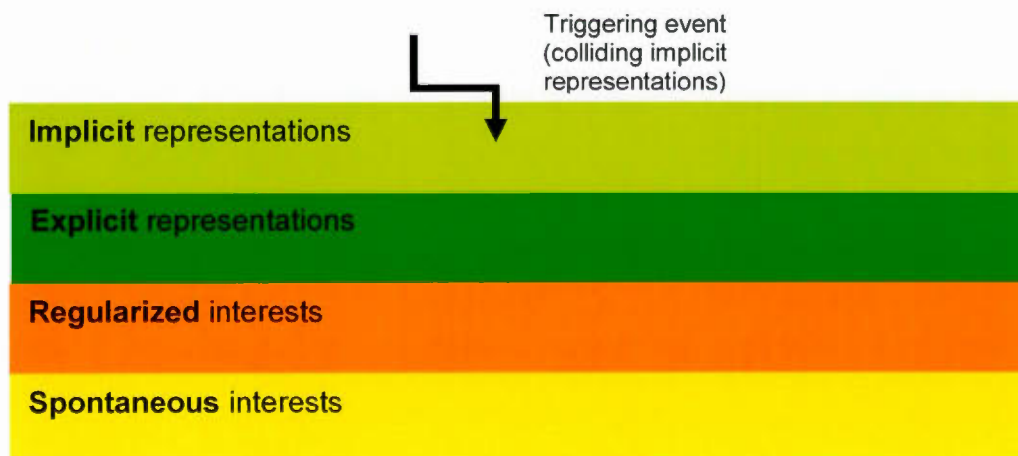 Triggering event
(colliding implicit
representations)
Implicit representations
Explicit representations
Regularized interests
Spontaneous interests